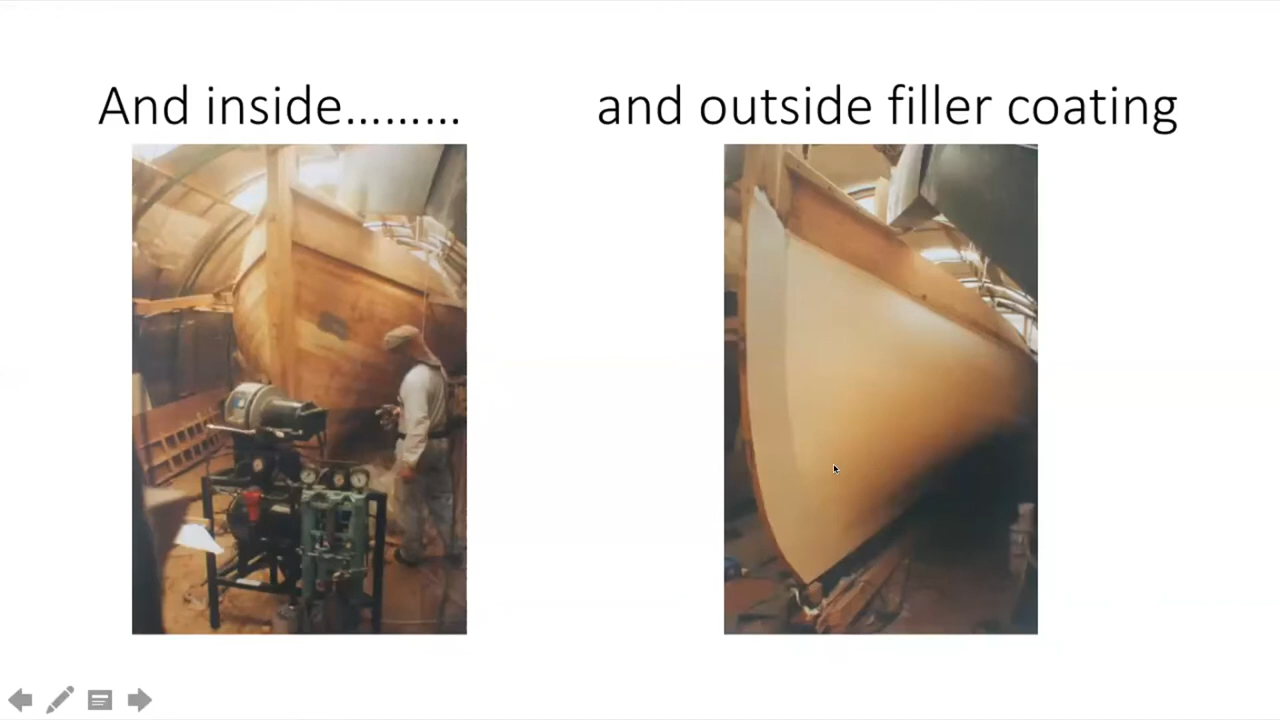 And inside………
and outside filler coating